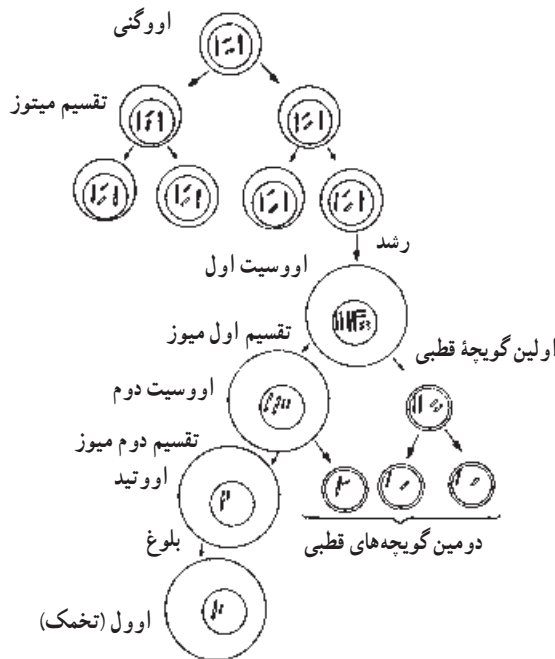 اووگنی
تقسیم میتوز
رشد
اووسیت اول
تقسیم اول میوز
اولین گویچهٔ قطبی
اووسیت دوم
تقسیم دوم میوز
اووتید
دومین گویچه‌های قطبی
بلوغ
اوول (تخمک)